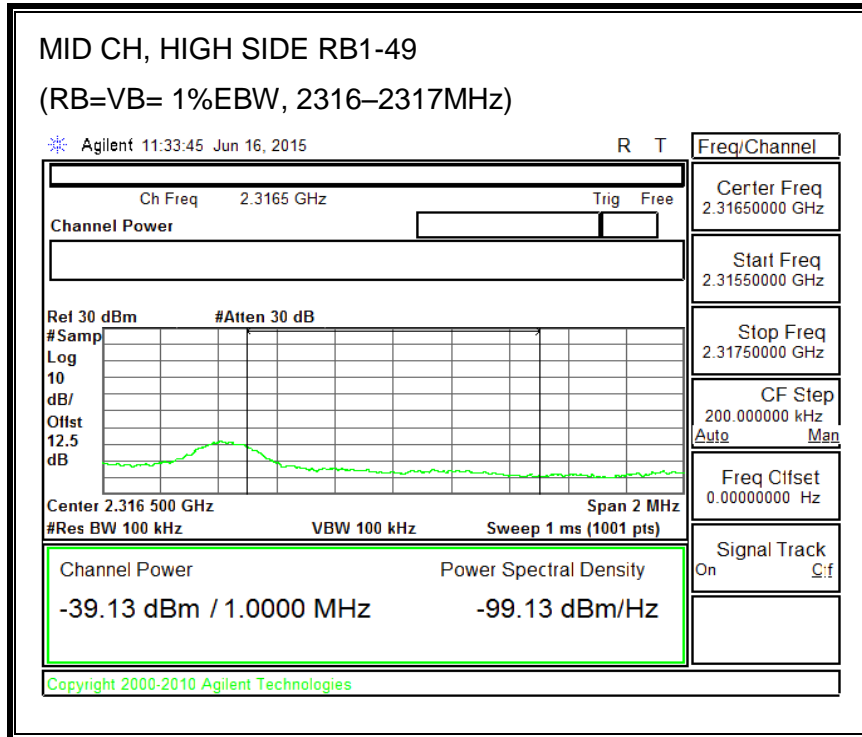 MID CH, HIGH SIDE RB1-49
(RB=VB= 1%EBW, 2316–2317MHz)
Agilent 11:33:45 Jun 16, 2015 R T
Ch Freq 2.3165 GHz Trig Free
Channel Power
Ref 30 dBm #Atten 30 dB
#Samp
Log
10
dB/
Offst
12.5
dB
Center 2.316 500 GHz Span 2 MHz
#Res BW 100 kHz VBW 100 kHz Sweep 1 ms (1001 pts)
Channel Power Power Spectral Density
-39.13 dBm / 1.0000 MHz -99.13 dBm/Hz
Copyright 2000-2010 Agilent Technologies
Freq/Channel
Center Freq
2.31650000 GHz
Start Freq
2.31550000 GHz
Stop Freq
2.31750000 GHz
CF Step
200.000000 kHz
Auto Man
Freq Offset
0.00000000 Hz
Signal Track
On Off